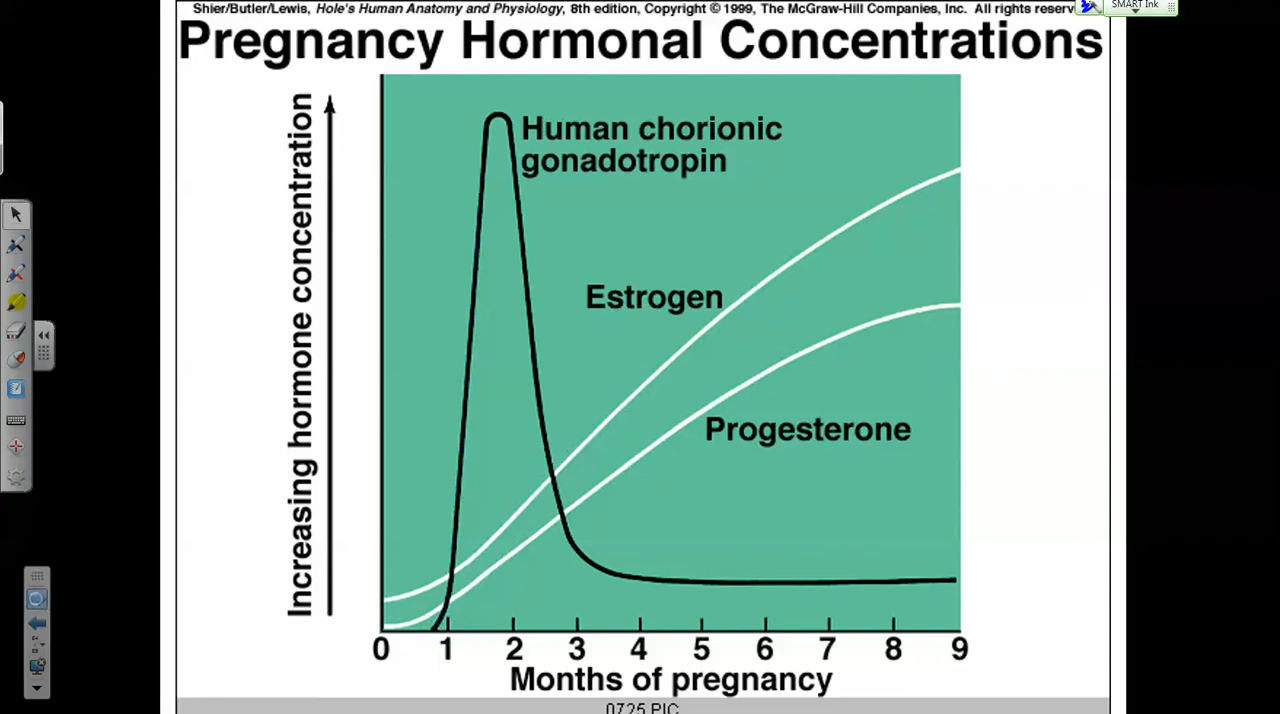 Shier/Butler/Lewis, Hole's Human Anatomy and Physiology, 8th edition, Copyright © 1999, The McGraw-Hill Companies, Inc. All rights
SMART Ink
Pregnancy Hormonal Concentrations
Increasing hormone concentration
Human chorionic
gonadotropin
Estrogen
Progesterone
0 1 2 3 4 5 6 7 8 9
Months of pregnancy
0725 PIC